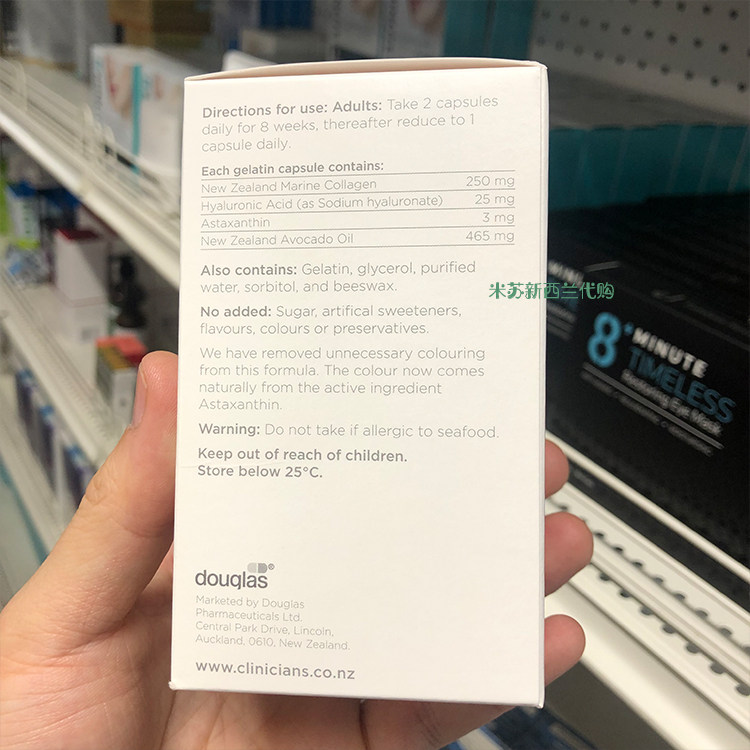 Directions for use: Adults: Take 2 capsules
daily for 8 weeks, thereafter reduce to 1
capsule daily.
Each gelatin capsule contains:
New Zealand Marine Collagen 250 mg
Hyaluronic Acid (as Sodium hyaluronate) 25 mg
Astaxanthin 3 mg
New Zealand Avocado Oil 465 mg
Also contains: Gelatin, glycerol, purified
water, sorbitol, and beeswax.
No added: Sugar, artifical sweeteners,
flavours, colours or preservatives.
We have removed unnecessary colouring
from this formula. The colour now comes
naturally from the active ingredient
Astaxanthin.
Warning: Do not take if allergic to seafood.
Keep out of reach of children.
Store below 25°C.
douglas®
Marketed by Douglas
Pharmaceuticals Ltd.
Central Park Drive, Lincoln,
Auckland, 0610, New Zealand.
www.clinicians.co.nz
米苏新西兰代购
8 MINUTE
TIMELESS
Restoring Eye Mask